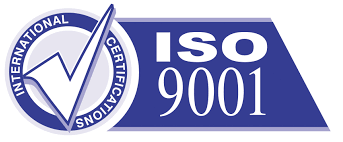 INTERNATIONAL
CERTIFICATIONS
ISO
9001